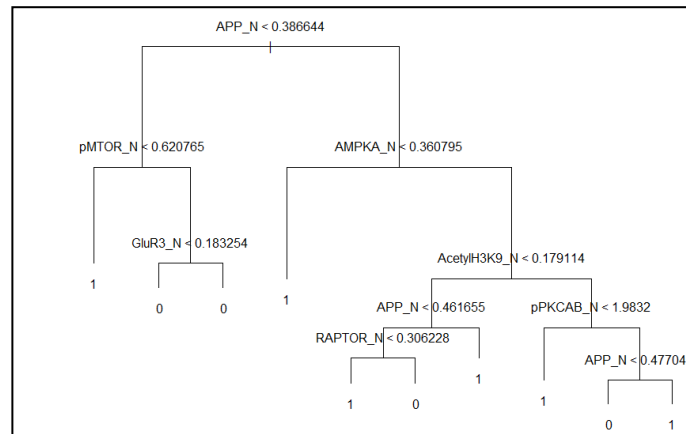 APP_N < 0.386644
pMTOR_N < 0.620765
AMPKA_N < 0.360795
GluR3_N < 0.183254
AcetylH3K9_N < 0.179114
1
0
0
1
APP_N < 0.461655
pPKCAB_N < 1.9832
RAPTOR_N < 0.306228
1
APP_N < 0.47704
1
0
1
0
1